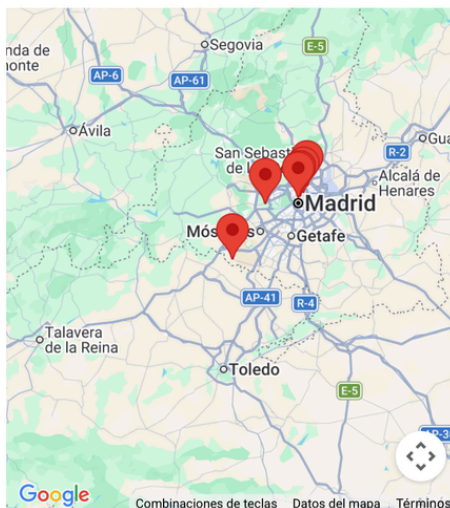 Segovia
E-5
nda de
monte
AP-6
AP-61
Ávila
San Sebast
de l
Gua
R-2
Alcalá de
Henares
Madrid
Mós
s
Getafe
AP-41
R-4
Talavera
de la Reina
Toledo
E-5
AP-3
Google
Combinaciones de teclas
Datos del mapa
Términos